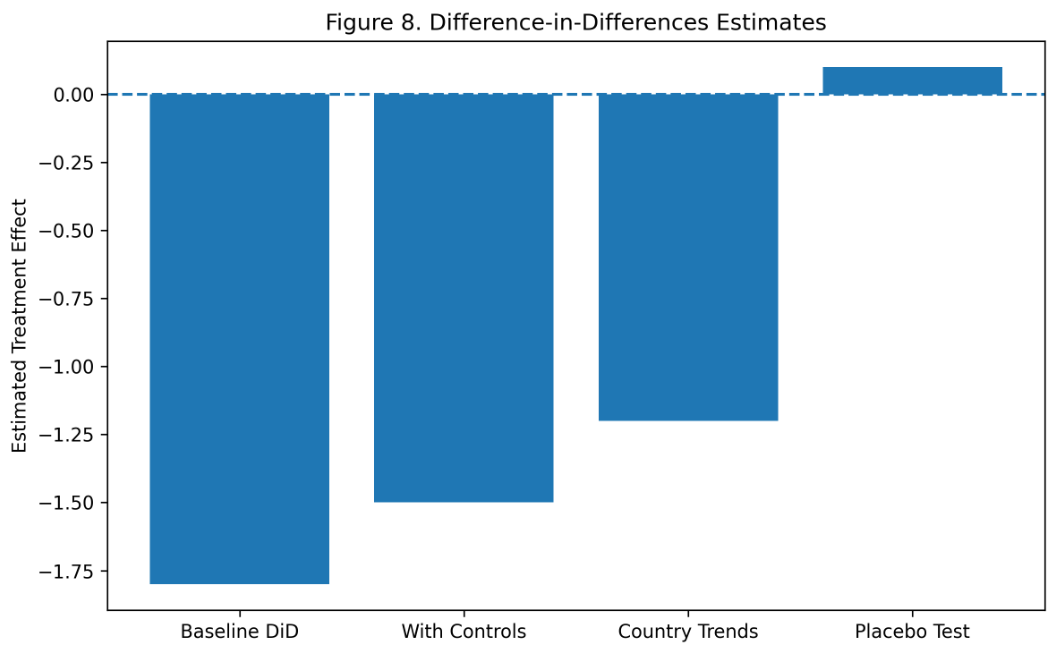 Figure 8. Difference-in-Differences Estimates
Estimated Treatment Effect
0.00
−0.25
−0.50
−0.75
−1.00
−1.25
−1.50
−1.75
Baseline DiD
With Controls
Country Trends
Placebo Test